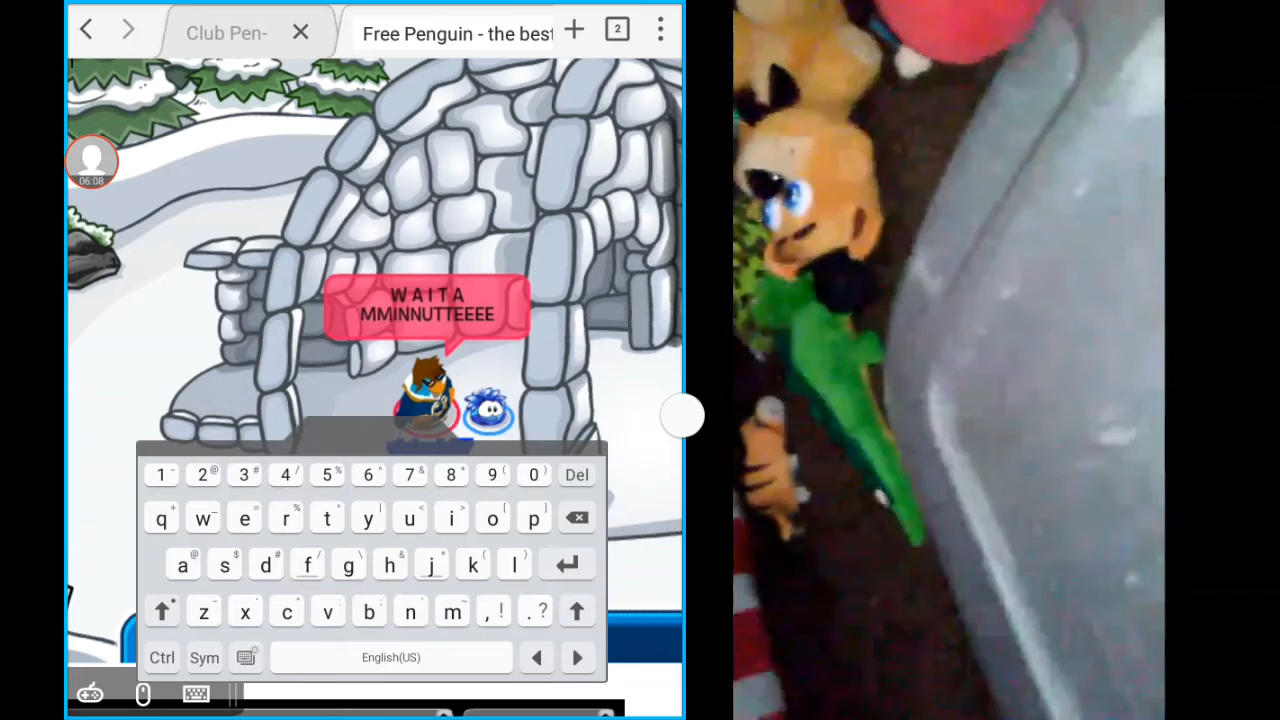 Club Pen-
Free Penguin - the best
2
06:08
W A I T A
MMINNUTTEEEE
1 - 2 @ 3 # 4 / 5 % 6 ^ 7 & 8 * 9 ( 0 ) Del
q + w - e = r % t ^ y | u < i > o [ p ]
a @ s $ d # f / g \ h & j * k ( l )
z - x ' c " v : b ; n , m ~ , ! . ?
Ctrl Sym English(US)